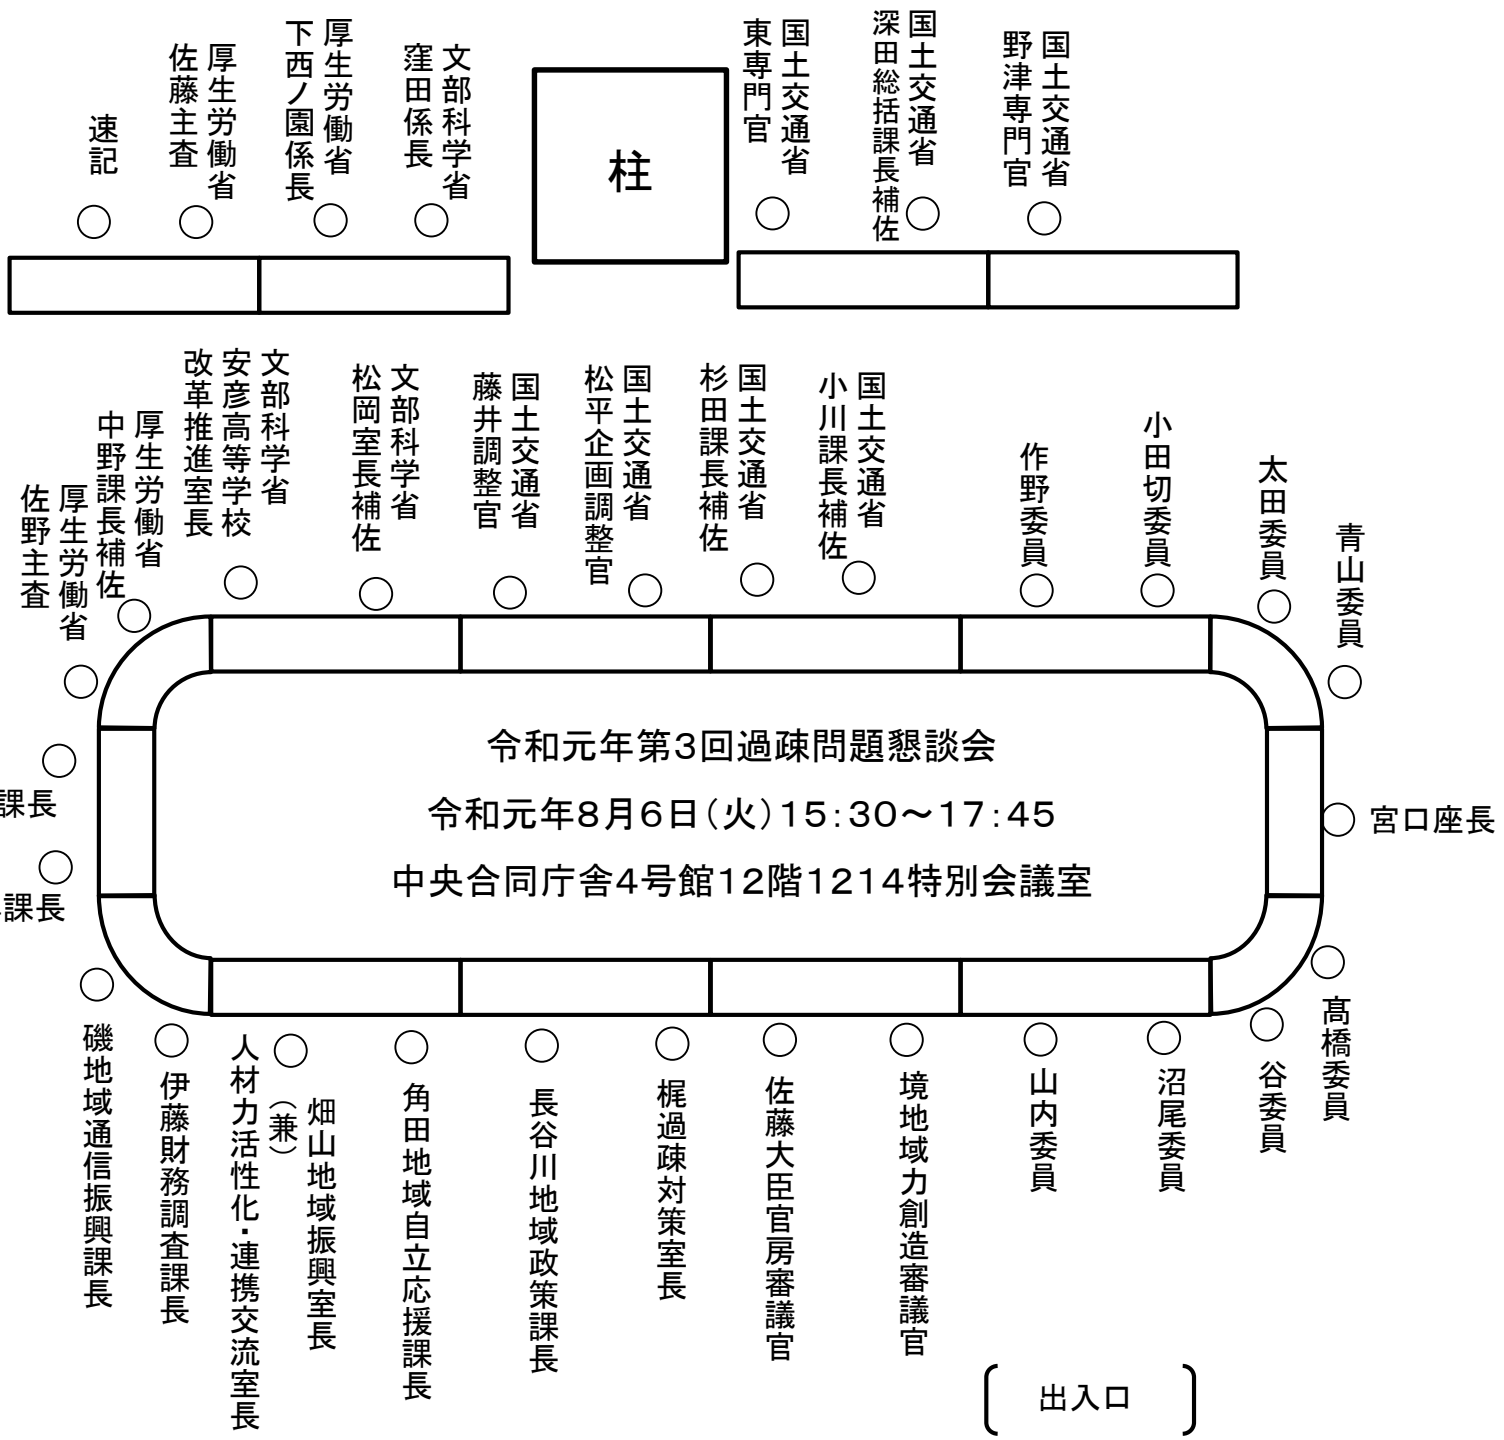 速記
厚生労働省
佐藤主査
厚生労働省
下西ノ園係長
文部科学省
窪田係長
柱
国土交通省
東専門官
国土交通省
深田総括課長補佐
国土交通省
野津専門官
厚生労働省
佐野主査
厚生労働省
中野課長補佐
文部科学省
安彦高等学校
改革推進室長
文部科学省
松岡室長補佐
国土交通省
藤井調整官
国土交通省
松平企画調整官
国土交通省
杉田課長補佐
国土交通省
小川課長補佐
作野委員
小田切委員
太田委員
青山委員
令和元年第3回過疎問題懇談会
令和元年8月6日(火)15:30～17:45
中央合同庁舎4号館12階1214特別会議室
課長
課長
宮口座長
磯地域通信振興課長
伊藤財務調査課長
畑山地域振興室長
(兼)
人材力活性化・連携交流室長
角田地域自立応援課長
長谷川地域政策課長
梶過疎対策室長
佐藤大臣官房審議官
境地域力創造審議官
山内委員
沼尾委員
谷委員
髙橋委員
出入口